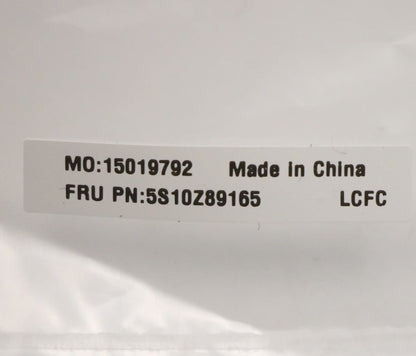 MO:15019792 Made in China
FRU PN:5S10Z89165 LCFC